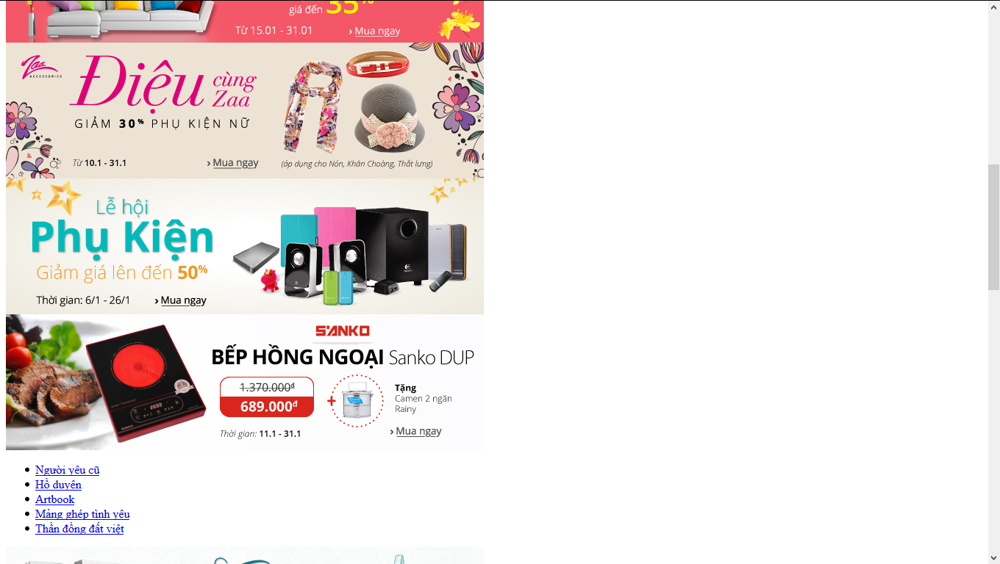 giá đến 35%
Từ 15.01 - 31.01
› Mua ngay
Zaa
ACCESSORIES
Điệu cùng Zaa
GIẢM 30% PHỤ KIỆN NỮ
Từ 10.1 - 31.1
› Mua ngay
(áp dụng cho Nón, Khăn Choàng, Thắt lưng)
Lễ hội
Phụ Kiện
Giảm giá lên đến 50%
Thời gian: 6/1 - 26/1
› Mua ngay
SANKO
BẾP HỒNG NGOẠI Sanko DUP
1.370.000đ
689.000đ
+
Tặng
Camen 2 ngăn
Rainy
Thời gian: 11.1 - 31.1
› Mua ngay
Người yêu cũ
Hồ duyên
Artbook
Mảng ghép tình yêu
Thần đồng đất việt